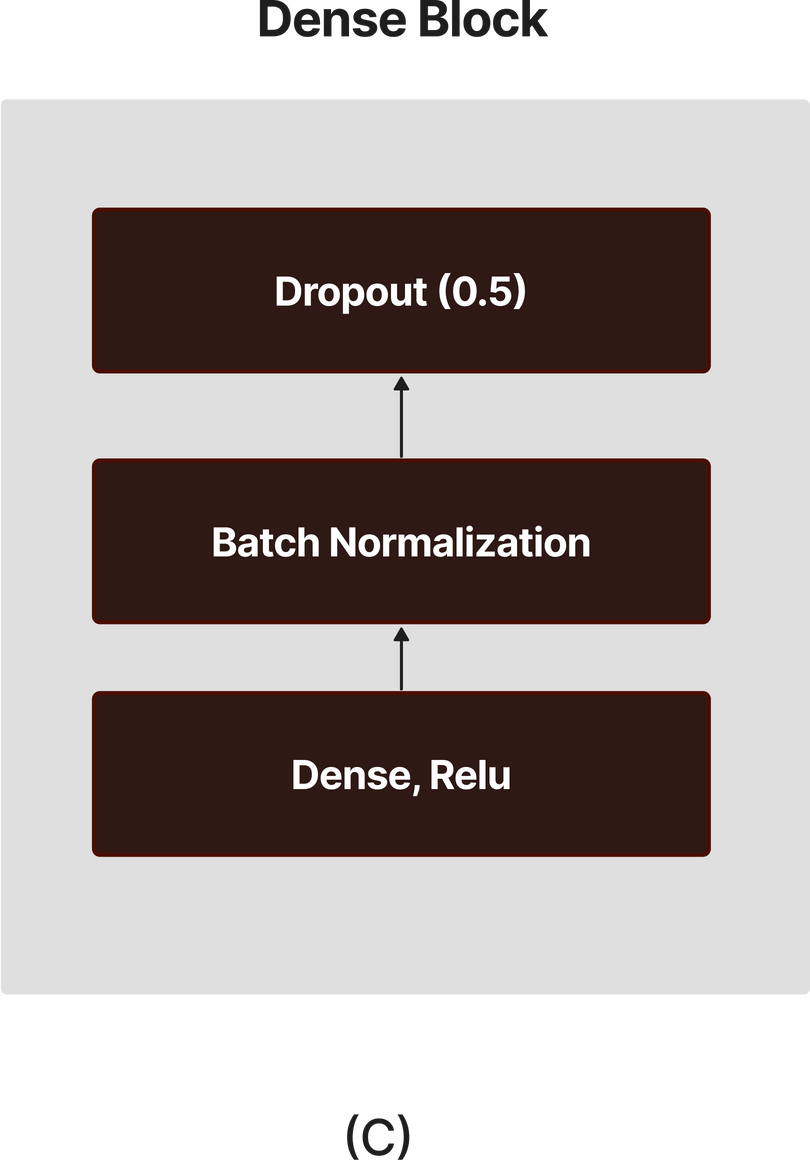 Dense Block
Dropout (0.5)
Batch Normalization
Dense, Relu
(C)